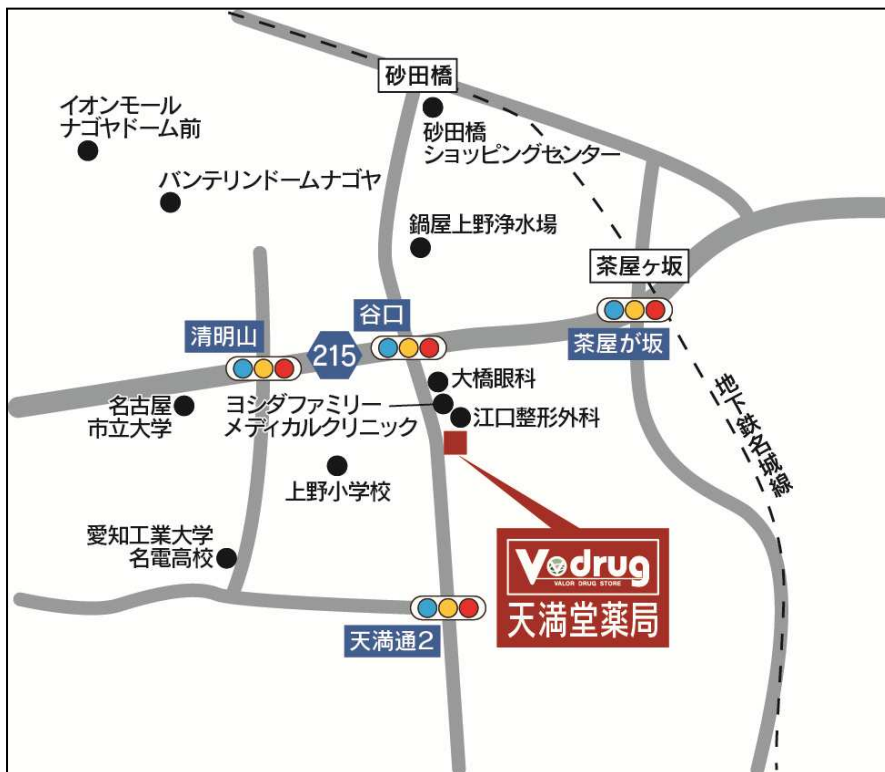 砂田橋
イオンモール
ナゴヤドーム前
砂田橋
ショッピングセンター
バンテリンドームナゴヤ
鍋屋上野浄水場
茶屋ヶ坂
谷口
清明山
215
茶屋が坂
大橋眼科
名古屋
市立大学
ヨシダファミリー
メディカルクリニック
江口整形外科
地下鉄名城線
上野小学校
愛知工業大学
名電高校
V・drug
VALOR DRUG STORE
天満堂薬局
天満通2